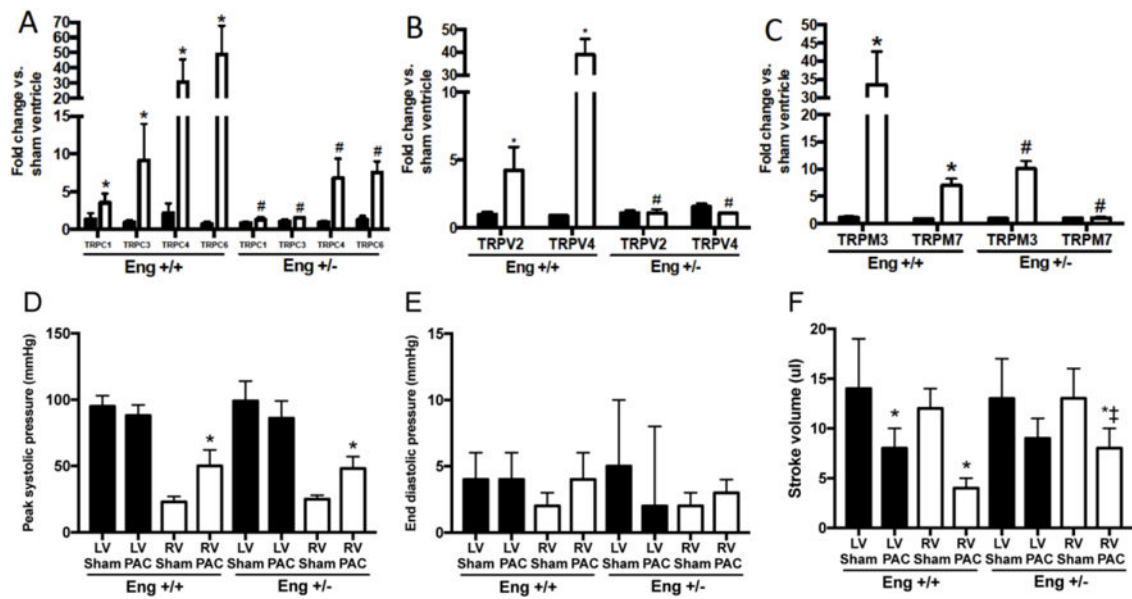 A
Fold change vs.
sham ventricle
70
60
50
40
30
20
15
10
5
0
* * * * # # # #
TRPC1 TRPC3 TRPC4 TRPC6 TRPC1 TRPC3 TRPC4 TRPC6
Eng +/+ Eng +/-
B
Fold change vs.
sham ventricle
50
40
30
20
10
5
0
* * # #
TRPV2 TRPV4 TRPV2 TRPV4
Eng +/+ Eng +/-
C
Fold change vs.
sham ventricle
50
45
40
35
30
25
20
15
10
5
0
* * # #
TRPM3 TRPM7 TRPM3 TRPM7
Eng +/+ Eng +/-
D
Peak systolic pressure (mmHg)
150
100
50
0
* *
LV LV RV RV LV LV RV RV
Sham PAC Sham PAC Sham PAC Sham PAC
Eng +/+ Eng +/-
E
End diastolic pressure (mmHg)
15
10
5
0
LV LV RV RV LV LV RV RV
Sham PAC Sham PAC Sham PAC Sham PAC
Eng +/+ Eng +/-
F
Stroke volume (ul)
20
15
10
5
0
* * *‡
LV LV RV RV LV LV RV RV
Sham PAC Sham PAC Sham PAC Sham PAC
Eng +/+ Eng +/-